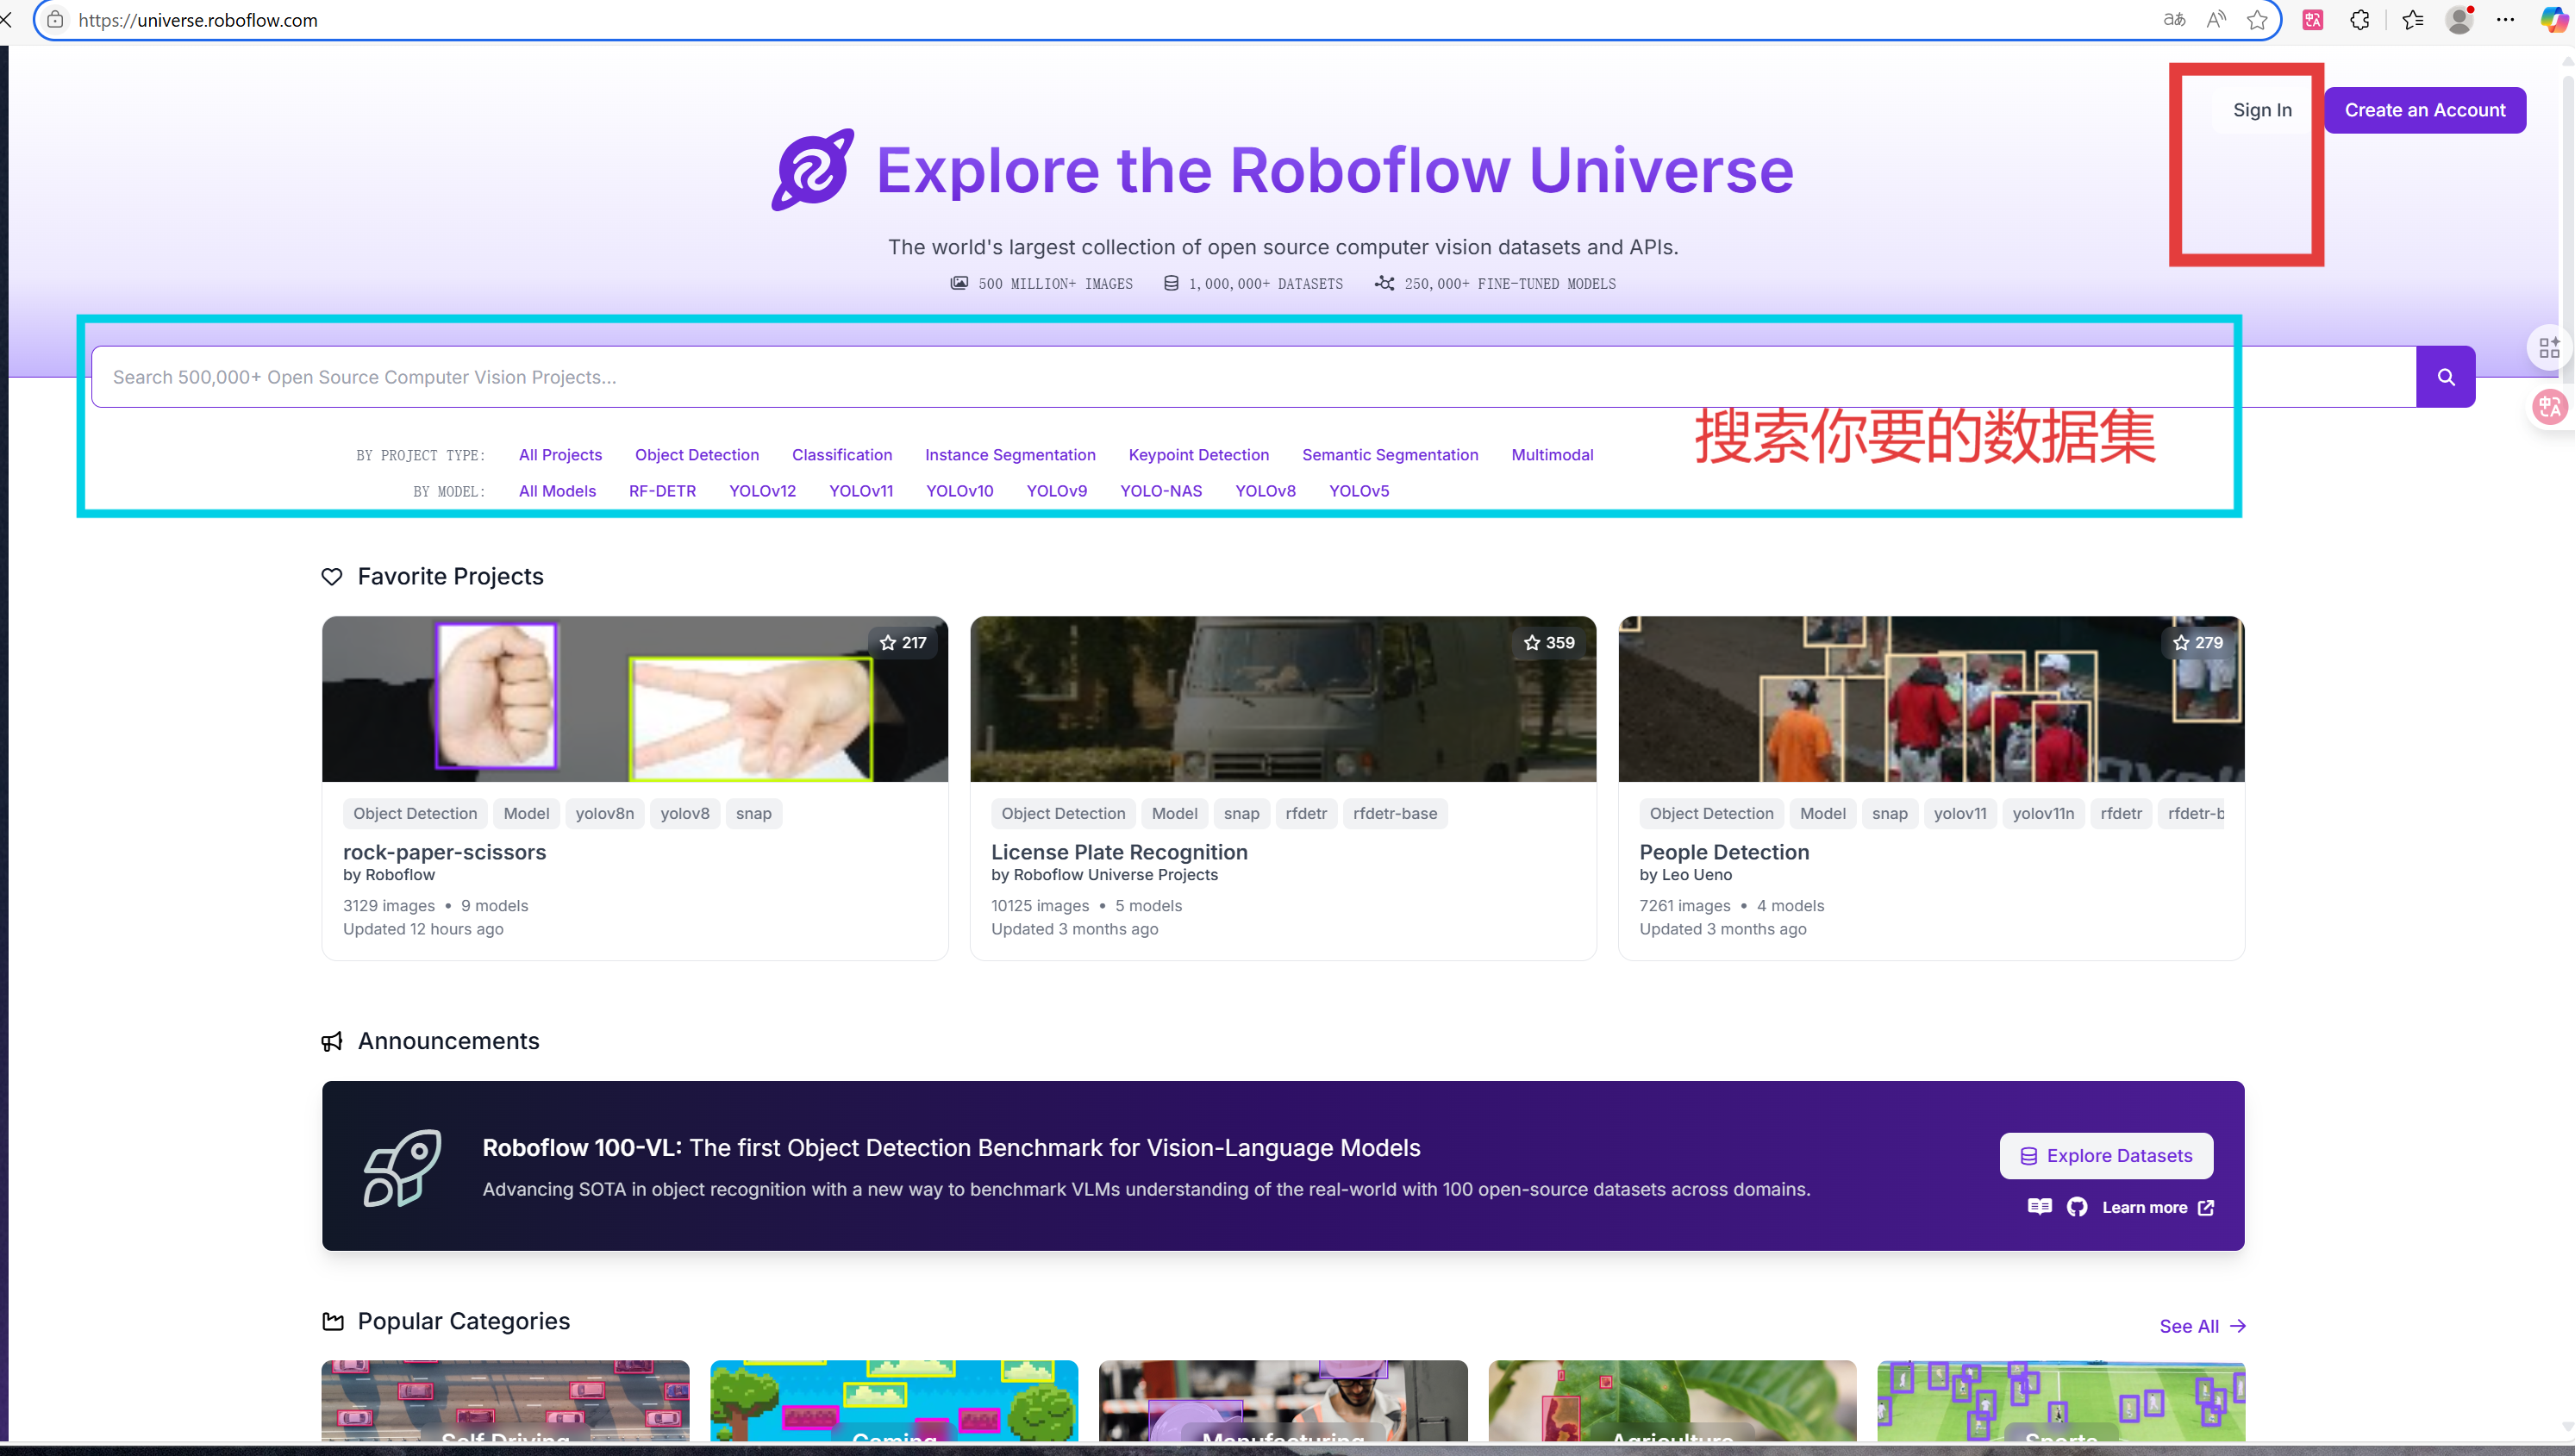 https://universe.roboflow.com
Sign In
Create an Account
Explore the Roboflow Universe
The world's largest collection of open source computer vision datasets and APIs.
500 MILLION+ IMAGES 1,000,000+ DATASETS 250,000+ FINE-TUNED MODELS
Search 500,000+ Open Source Computer Vision Projects...
搜索你要的数据集
BY PROJECT TYPE: All Projects Object Detection Classification Instance Segmentation Keypoint Detection Semantic Segmentation Multimodal
BY MODEL: All Models RF-DETR YOLOv12 YOLOv11 YOLOv10 YOLOv9 YOLO-NAS YOLOv8 YOLOv5
Favorite Projects
217
Object Detection Model yolov8n yolov8 snap
rock-paper-scissors
by Roboflow
3129 images • 9 models
Updated 12 hours ago
359
Object Detection Model snap rfdetr rfdetr-base
License Plate Recognition
by Roboflow Universe Projects
10125 images • 5 models
Updated 3 months ago
279
Object Detection Model snap yolov11 yolov11n rfdetr rfdetr-b
People Detection
by Leo Ueno
7261 images • 4 models
Updated 3 months ago
Announcements
Roboflow 100-VL: The first Object Detection Benchmark for Vision-Language Models
Advancing SOTA in object recognition with a new way to benchmark VLMs understanding of the real-world with 100 open-source datasets across domains.
Explore Datasets
Learn more
Popular Categories
See All
Self Driving
Gaming
Manufacturing
Agriculture
Sports